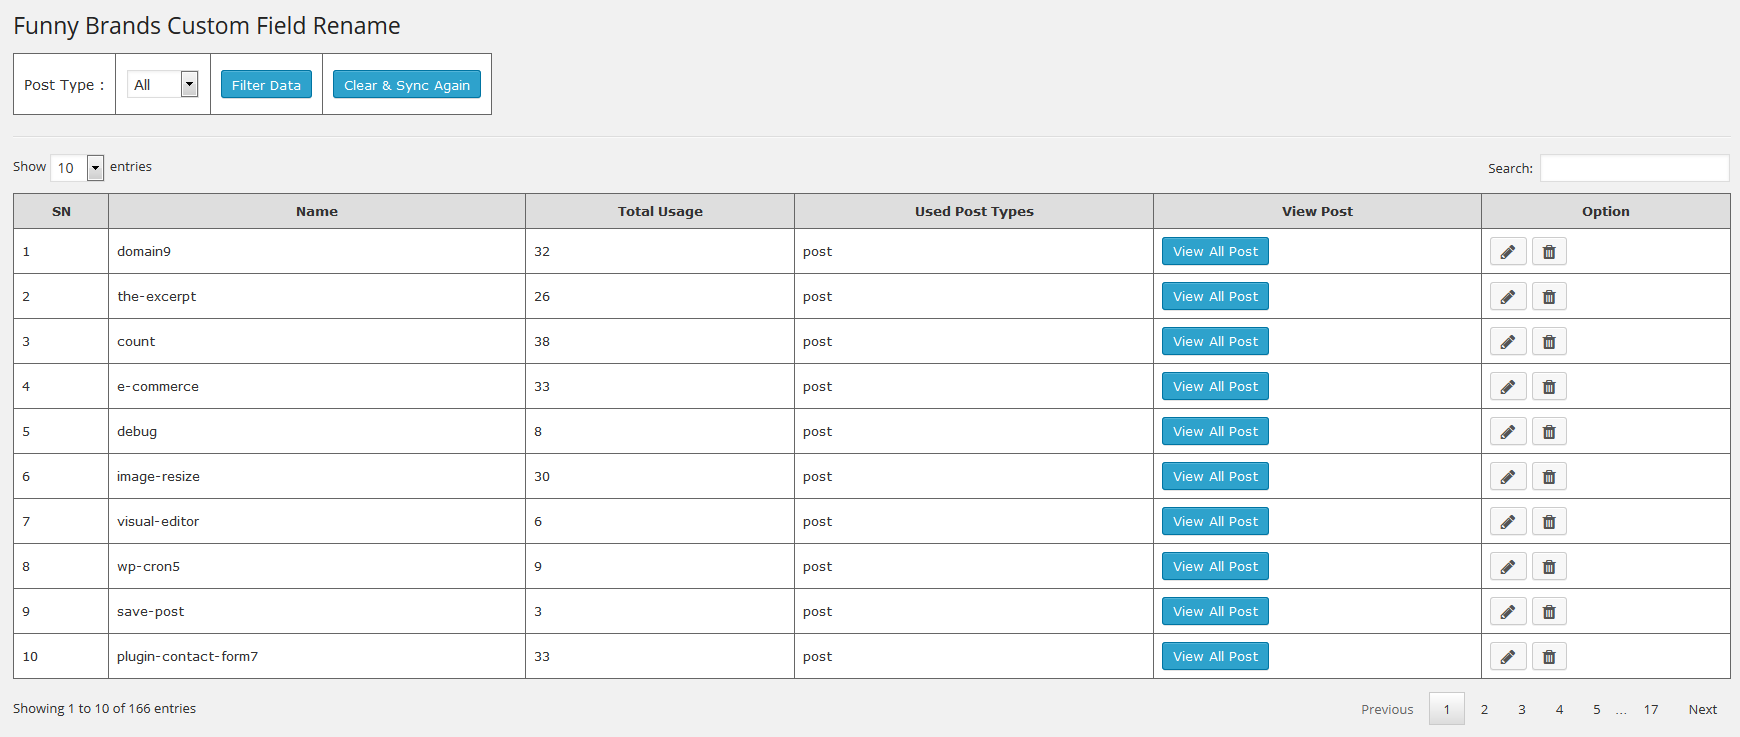 Funny Brands Custom Field Rename
Post Type : All Filter Data Clear & Sync Again
Show 10 entries Search:
SN Name Total Usage Used Post Types View Post Option
1 domain9 32 post View All Post
2 the-excerpt 26 post View All Post
3 count 38 post View All Post
4 e-commerce 33 post View All Post
5 debug 8 post View All Post
6 image-resize 30 post View All Post
7 visual-editor 6 post View All Post
8 wp-cron5 9 post View All Post
9 save-post 3 post View All Post
10 plugin-contact-form7 33 post View All Post
Showing 1 to 10 of 166 entries Previous 1 2 3 4 5 ... 17 Next